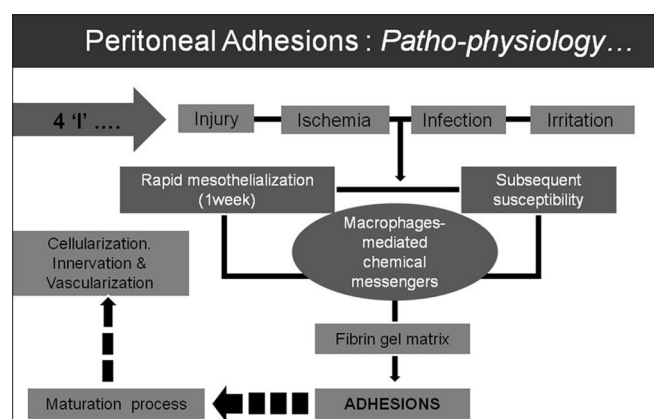 Peritoneal Adhesions : Patho-physiology…
4 'I' ....
Injury
Ischemia
Infection
Irritation
Rapid mesothelialization
(1week)
Subsequent
susceptibility
Macrophages-
mediated
chemical
messengers
Cellularization.
Innervation &
Vascularization
Fibrin gel matrix
Maturation process
ADHESIONS